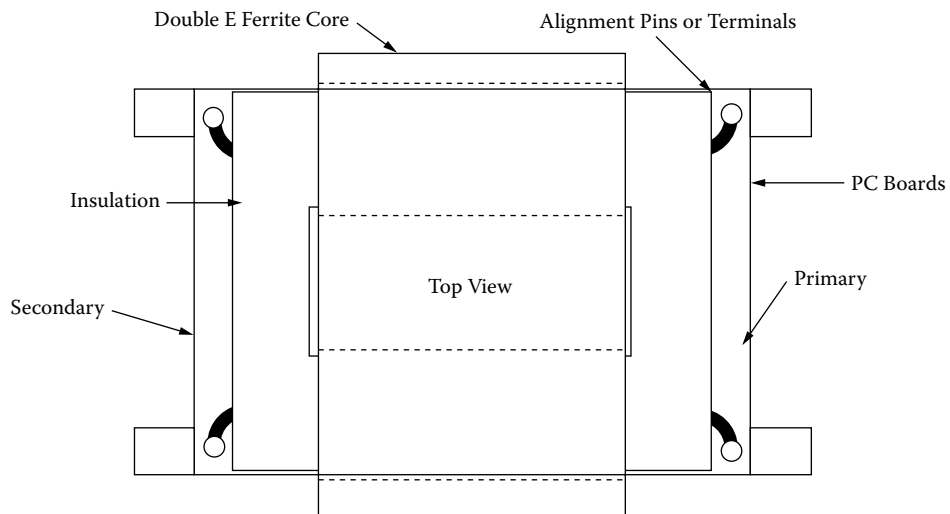 Double E Ferrite Core
Alignment Pins or Terminals
Insulation
PC Boards
Top View
Primary
Secondary